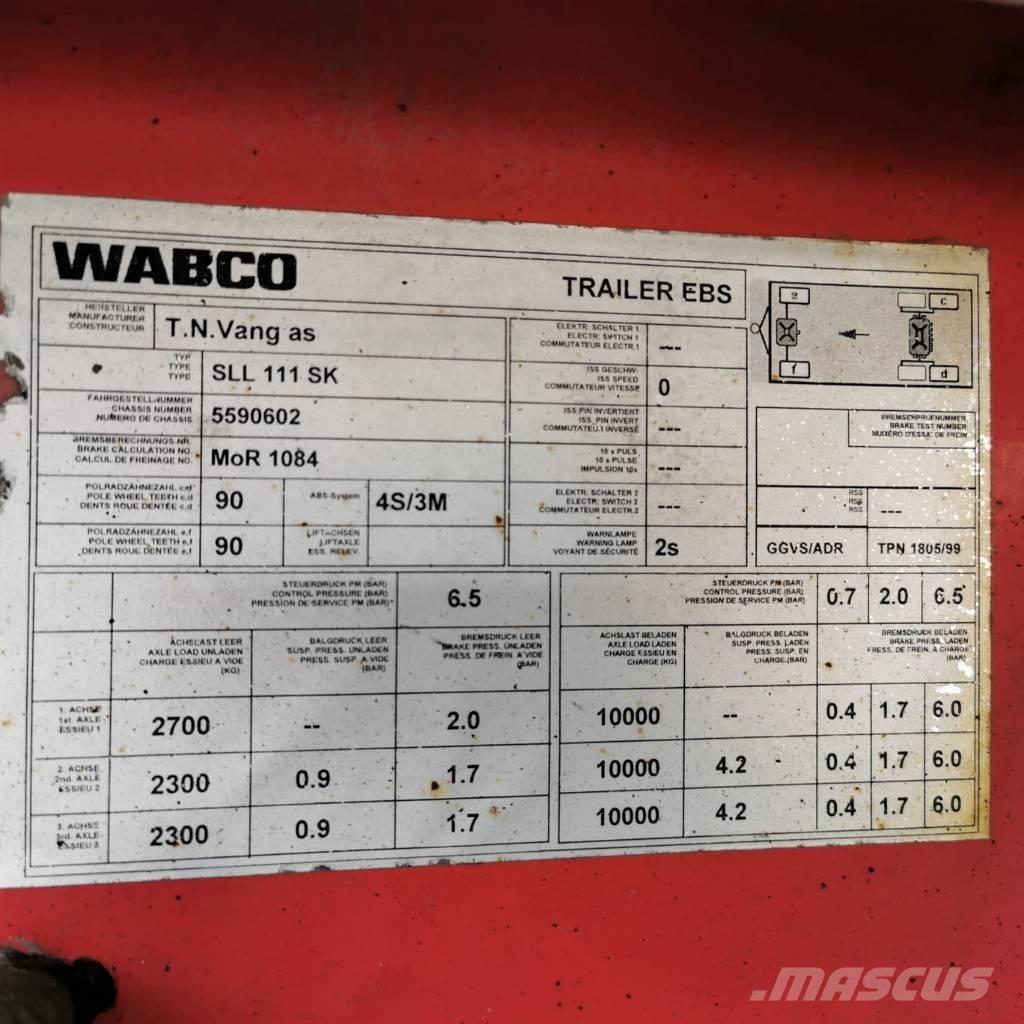 WABCO
TRAILER EBS
HERSTELLER
MANUFACTURER
CONSTRUCTEUR
T.N.Vang as
TYP
TYPE
TYPE
SLL 111 SK
FAHRGESTELLNUMMER
CHASSIS NUMBER
NUMERO DE CHASSIS
5590602
BREMSBERECHNUNGS-NR.
BRAKE CALCULATION NO.
CALCUL DE FREINAGE NO.
MoR 1084
POLRADZÄHNEZAHL c,d
POLE WHEEL TEETH c,d
DENTS ROUE DENTÉE c,d
90
ABS-System
4S/3M
POLRADZÄHNEZAHL e,f
POLE WHEEL TEETH e,f
DENTS ROUE DENTÉE e,f
90
LIFTACHSEN
LIFTAXLE
ESS. RELEV.
ELEKTR. SCHALTER 1
ELECTR. SWITCH 1
COMMUTATEUR ELECTR.1
---
ISS GESCHW.
ISS SPEED
COMMUTATEUR VITESSE
0
ISS PIN INVERTIERT
ISS PIN INVERT
COMMUTATEUR INVERSÉ
---
10 s PULS
10 s PULSE
IMPULSION 10s
---
ELEKTR. SCHALTER 2
ELECTR. SWITCH 2
COMMUTATEUR ELECTR.2
---
WARNLAMPE
WARNING LAMP
VOYANT DE SÉCURITÉ
2s
e
c
f
d
BREMSENPRÜFNUMMER
BRAKE TEST NUMBER
NUMÉRO D'ESSAI DE FREIN
RSS
RSS
RSS
---
GGVS/ADR
TPN 1805/99
STEUERDRUCK PM (BAR)
CONTROL PRESSURE (BAR)
PRESSION DE SERVICE PM (BAR)
6.5
ACHSLAST LEER
AXLE LOAD UNLADEN
CHARGE ESSIEU A VIDE
(KG)
BALGDRUCK LEER
SUSP. PRESS. UNLADEN
PRESS. SUSP. A VIDE
(BAR)
BREMSDRUCK LEER
BRAKE PRESS. UNLADEN
PRESS. DE FREIN. A VIDE
(BAR)
1. ACHSE
1st. AXLE
ESSIEU 1
2700 -- 2.0
2. ACHSE
2nd. AXLE
ESSIEU 2
2300 0.9 1.7
3. ACHSE
3rd. AXLE
ESSIEU 3
2300 0.9 1.7
STEUERDRUCK PM (BAR)
CONTROL PRESSURE (BAR)
PRESSION DE SERVICE PM (BAR)
0.7 2.0 6.5
ACHSLAST BELADEN
AXLE LOAD LADEN
CHARGE ESSIEU EN
CHARGE (KG)
BALGDRUCK BELADEN
SUSP. PRESS. LADEN
PRESS. SUSP. EN
CHARGE.(BAR)
BREMSDRUCK BELADEN
BRAKE PRESS. LADEN
PRESS. DE FREIN. A CHARGE
(BAR)
10000 -- 0.4 1.7 6.0
10000 4.2 0.4 1.7 6.0
10000 4.2 0.4 1.7 6.0
.MASCUS